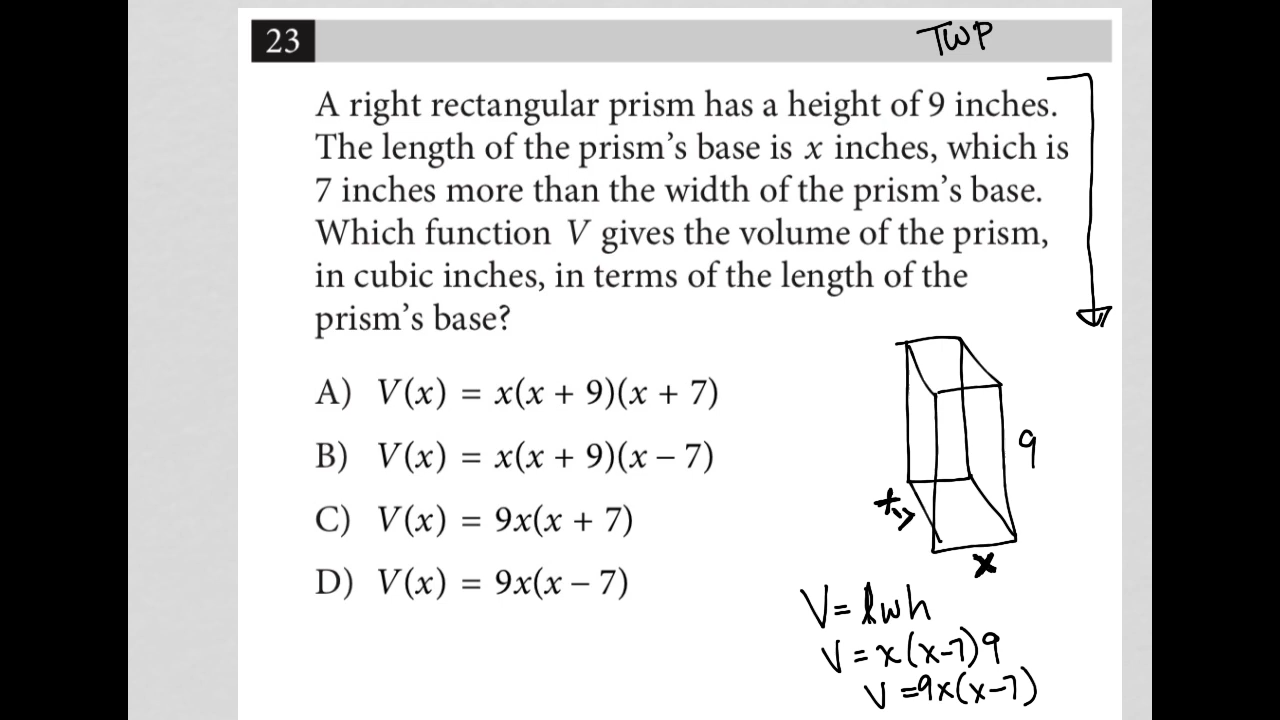 23
TWP
A right rectangular prism has a height of 9 inches.
The length of the prism's base is x inches, which is
7 inches more than the width of the prism's base.
Which function V gives the volume of the prism,
in cubic inches, in terms of the length of the
prism's base?
A) V(x) = x(x + 9)(x + 7)
B) V(x) = x(x + 9)(x − 7)
C) V(x) = 9x(x + 7)
D) V(x) = 9x(x − 7)
9
x
V = lwh
V = x(x-7)9
V = 9x(x-7)